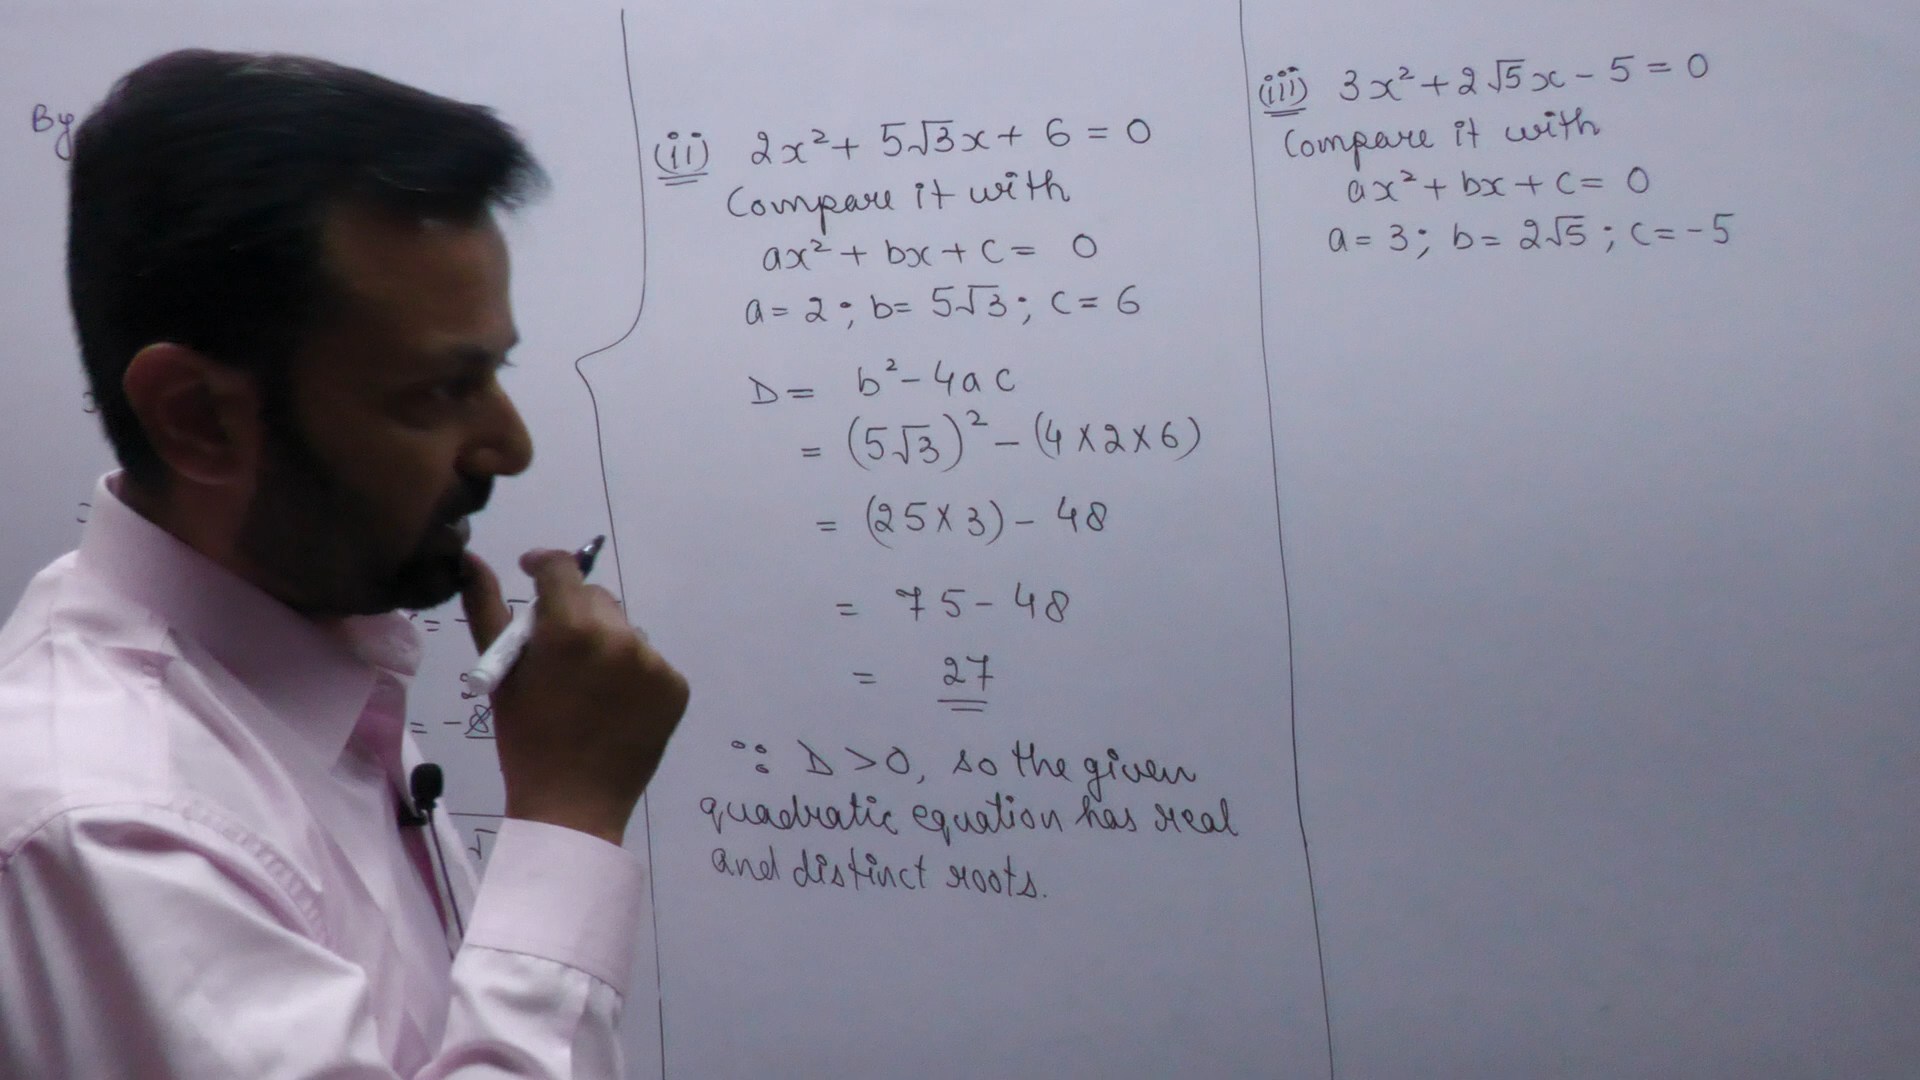 By
= -
= -8
√
(ii) 2x² + 5√3x + 6 = 0
Compare it with
ax² + bx + c = 0
a = 2 ; b = 5√3 ; c = 6
D = b² - 4ac
= (5√3)² - (4 × 2 × 6)
= (25 × 3) - 48
= 75 - 48
= 27
∵ D > 0, so the given
quadratic equation has real
and distinct roots.
(iii) 3x² + 2√5x - 5 = 0
Compare it with
ax² + bx + c = 0
a = 3 ; b = 2√5 ; c = -5